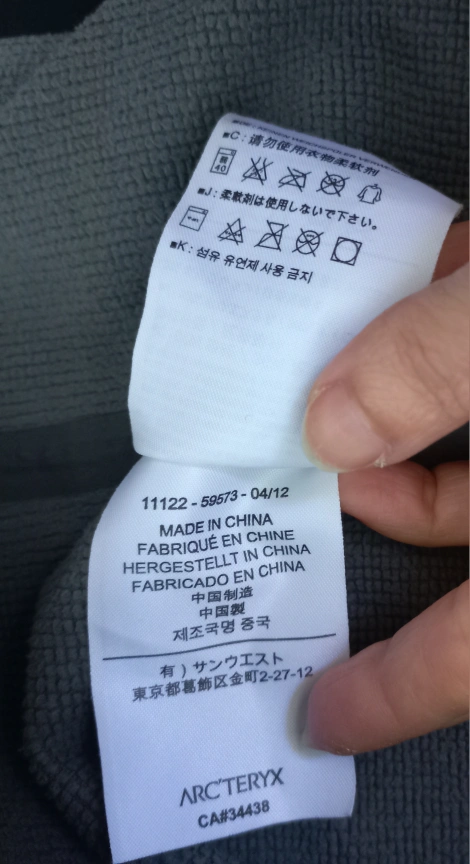 ■C: 请勿使用衣物柔软剂
40
■J: 柔軟剤は使用しないで下さい。
■K: 섬유 유연제 사용 금지
11122 - 59573 - 04/12
MADE IN CHINA
FABRIQUÉ EN CHINE
HERGESTELLT IN CHINA
FABRICADO EN CHINA
中国制造
中国製
제조국명 중국
有）サンウエスト
東京都葛飾区金町2-27-12
ARC'TERYX
CA#34438